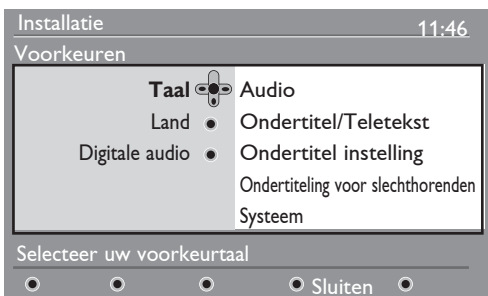 Installatie 11:46
Voorkeuren
Taal Audio
Land Ondertitel/Teletekst
Digitale audio Ondertitel instelling
Ondertiteling voor slechthorenden
Systeem
Selecteer uw voorkeurtaal
Sluiten